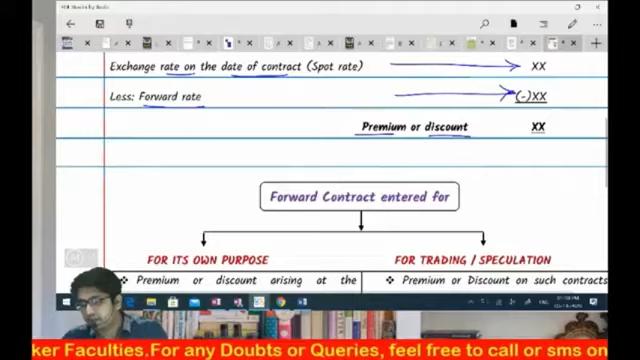 Exchange rate on the date of contract (Spot rate) XX
Less: Forward rate (-)XX
Premium or discount XX
Forward Contract entered for
FOR ITS OWN PURPOSE FOR TRADING / SPECULATION
❖ Premium or discount arising at the ❖ Premium or Discount on such contracts
ker Faculties.For any Doubts or Queries, feel free to call or sms on